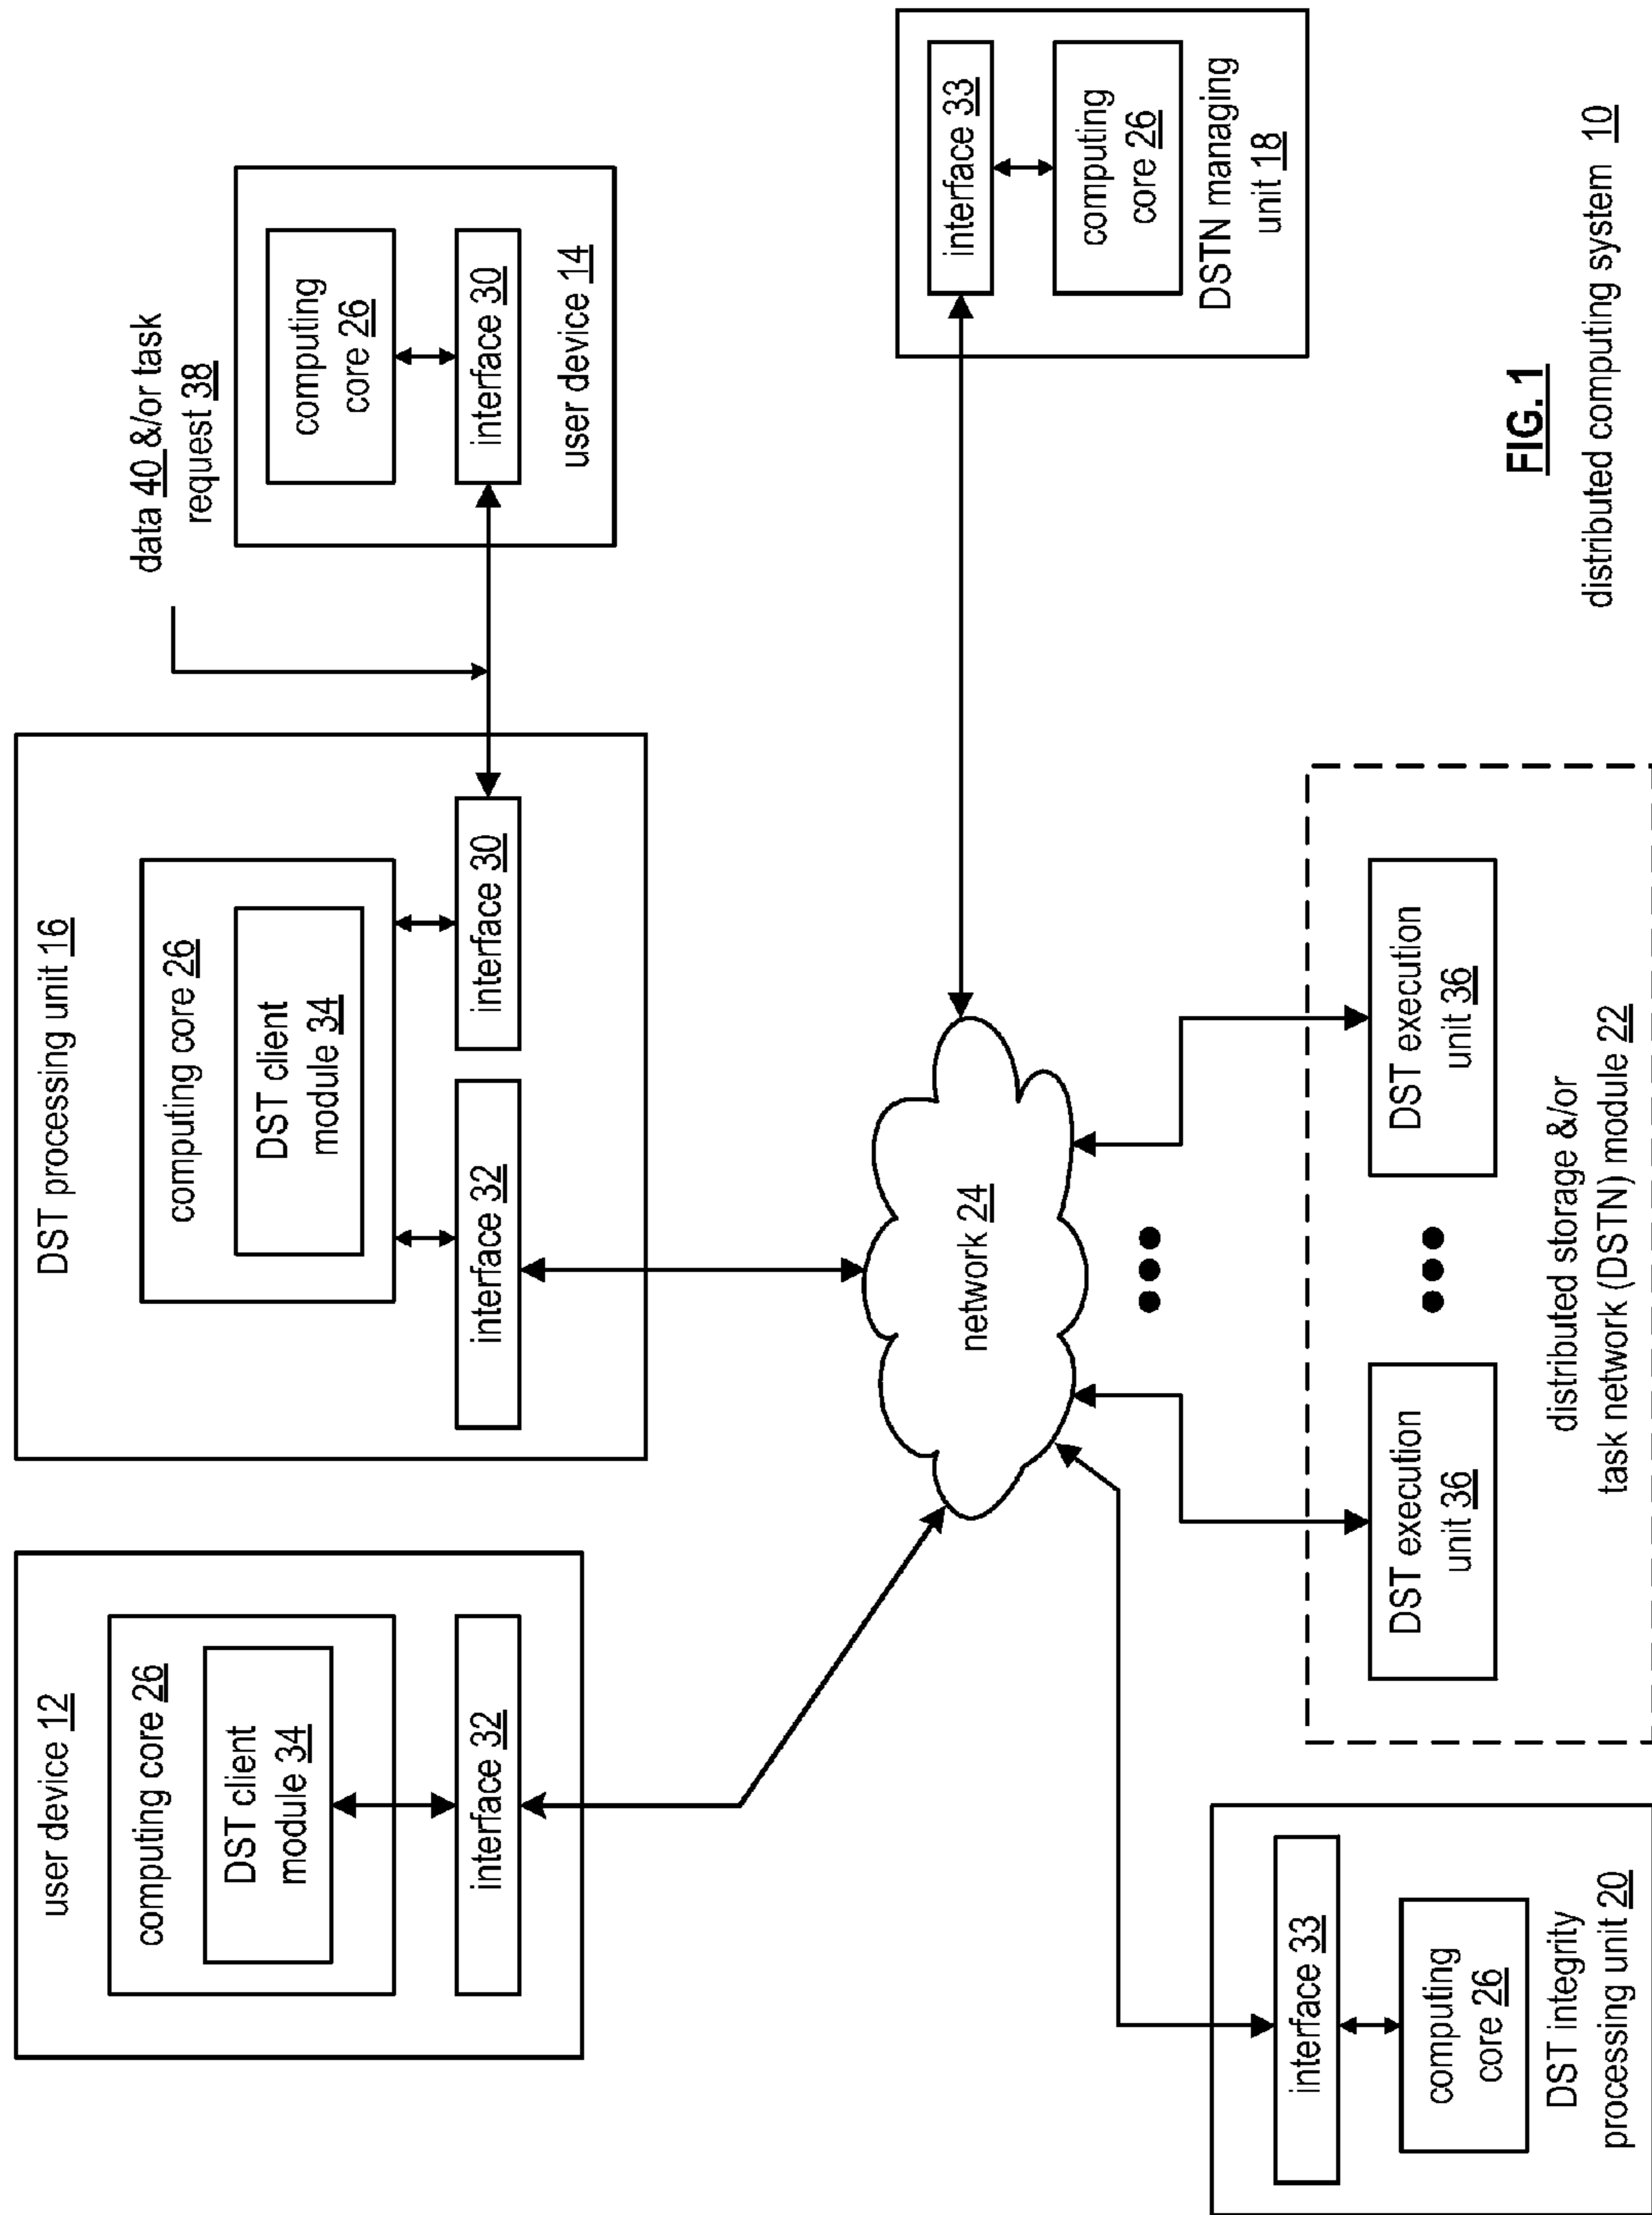 user device 12
computing core 26
DST client
module 34
interface 32
DST processing unit 16
computing core 26
DST client
module 34
interface 32
interface 30
data 40 &/or task
request 38
computing
core 26
interface 30
user device 14
network 24
interface 33
computing
core 26
DSTN managing
unit 18
interface 33
computing
core 26
DST integrity
processing unit 20
DST execution
unit 36
DST execution
unit 36
distributed storage &/or
task network (DSTN) module 22
FIG. 1
distributed computing system 10